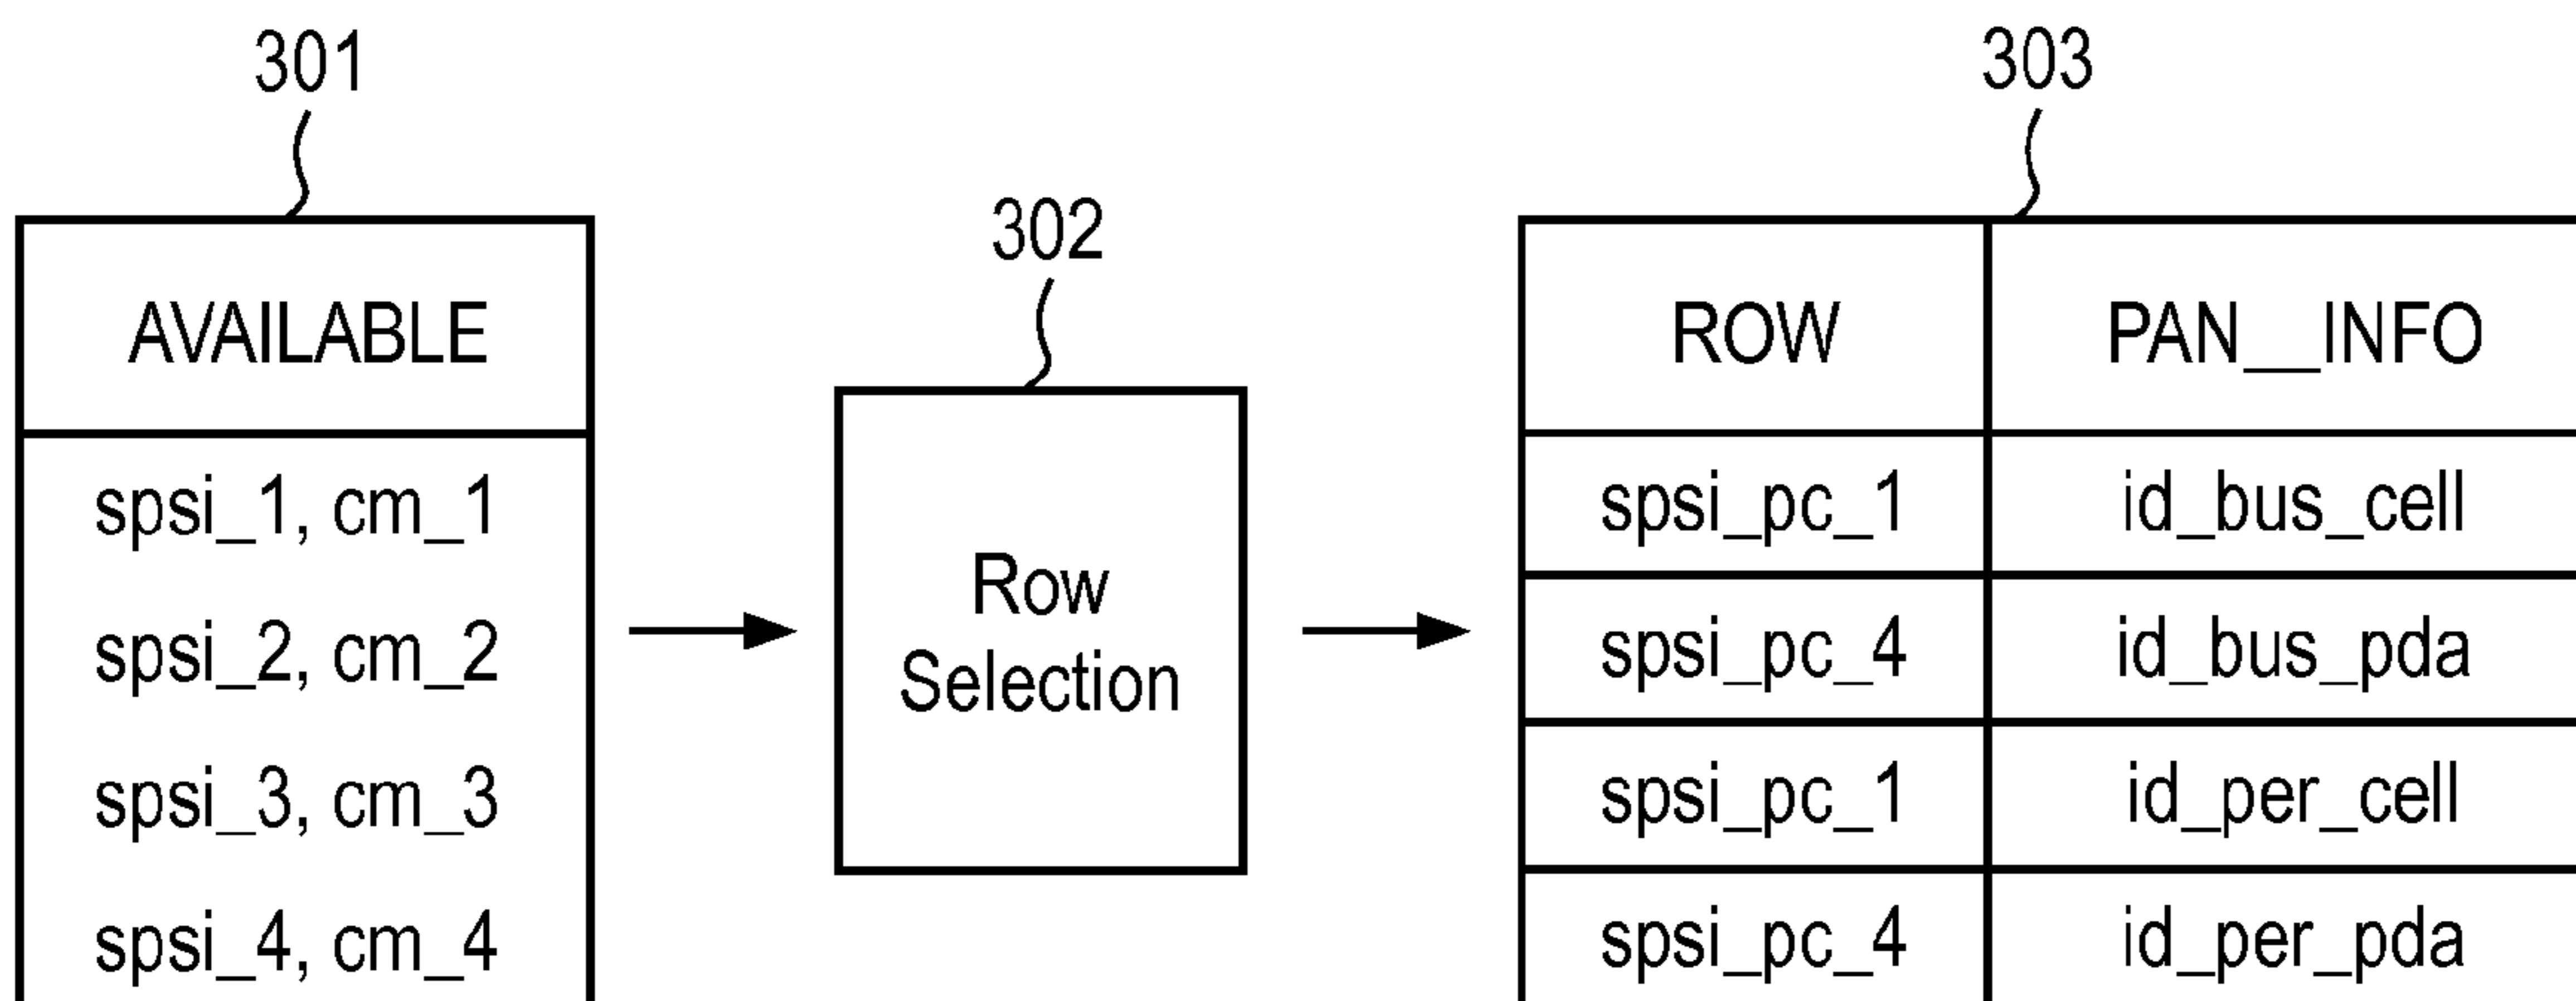 301
AVAILABLE
spsi_1, cm_1
spsi_2, cm_2
spsi_3, cm_3
spsi_4, cm_4
302
Row
Selection
303
ROW PAN__INFO
spsi_pc_1 id_bus_cell
spsi_pc_4 id_bus_pda
spsi_pc_1 id_per_cell
spsi_pc_4 id_per_pda